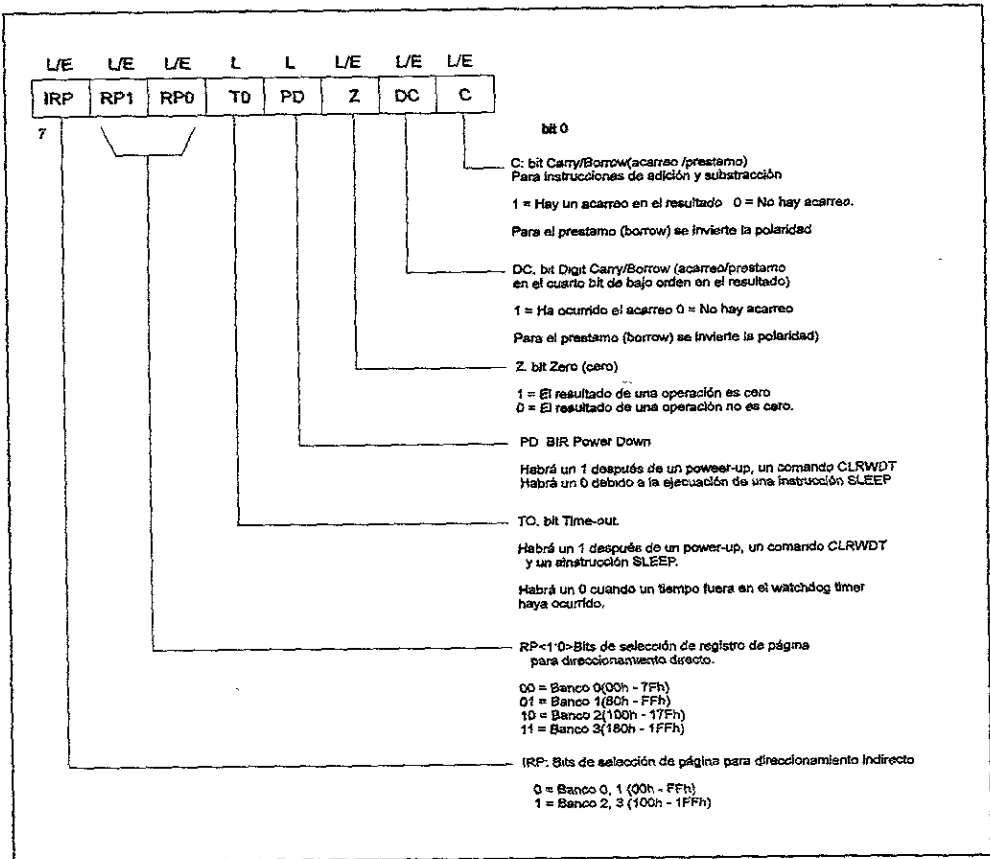 L/E L/E L/E L L L/E L/E L/E
IRP RP1 RP0 T0 PD Z DC C
7
bit 0
C: bit Carry/Borrow(acarreo /prestamo)
Para instrucciones de adición y substracción
1 = Hay un acarreo en el resultado 0 = No hay acarreo.
Para el prestamo (borrow) se invierte la polaridad
DC. bit Digit Carry/Borrow (acarreo/prestamo
en el cuarto bit de bajo orden en el resultado)
1 = Ha ocurrido el acarreo 0 = No hay acarreo
Para el prestamo (borrow) se invierte la polaridad)
Z. bit Zero (cero)
1 = El resultado de una operación es cero
0 = El resultado de una operación no es cero.
PD BIR Power Down
Habrá un 1 después de un poweer-up, un comando CLRWDT
Habrá un 0 debido a la ejecuación de una instrucción SLEEP
TO. bit Time-out.
Habrá un 1 después de un power-up, un comando CLRWDT
y un ainstrucción SLEEP.
Habrá un 0 cuando un tiempo fuera en el watchdog timer
haya ocurrido.
RP<1:0>Bits de selección de registro de página
para direccionamiento directo.
00 = Banco 0(00h - 7Fh)
01 = Banco 1(80h - FFh)
10 = Banco 2(100h - 17Fh)
11 = Banco 3(180h - 1FFh)
IRP: Bits de selección de página para direccionamiento Indirecto
0 = Banco 0, 1 (00h - FFh)
1 = Banco 2, 3 (100h - 1FFh)